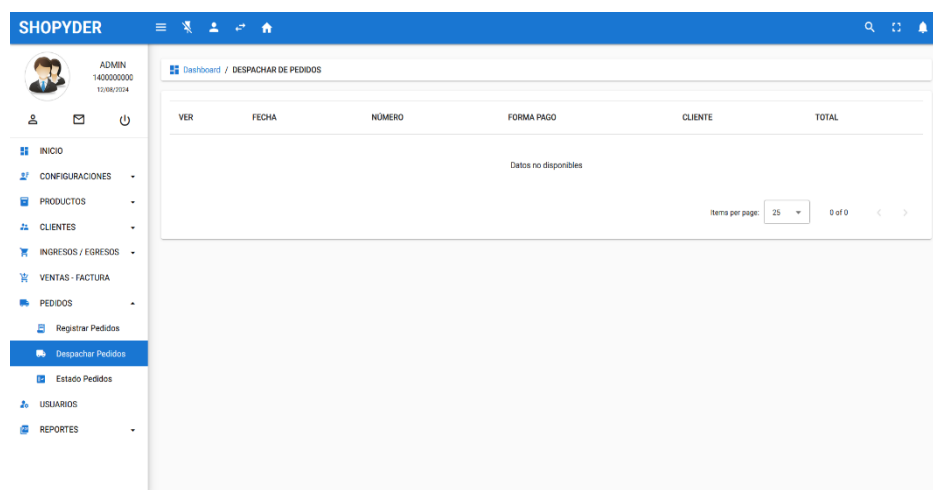 SHOPYDER
ADMIN
1400000000
12/08/2024
INICIO
CONFIGURACIONES
PRODUCTOS
CLIENTES
INGRESOS / EGRESOS
VENTAS - FACTURA
PEDIDOS
Registrar Pedidos
Despachar Pedidos
Estado Pedidos
USUARIOS
REPORTES
Dashboard / DESPACHAR DE PEDIDOS
VER FECHA NÚMERO FORMA PAGO CLIENTE TOTAL
Datos no disponibles
Items per page: 25 0 of 0